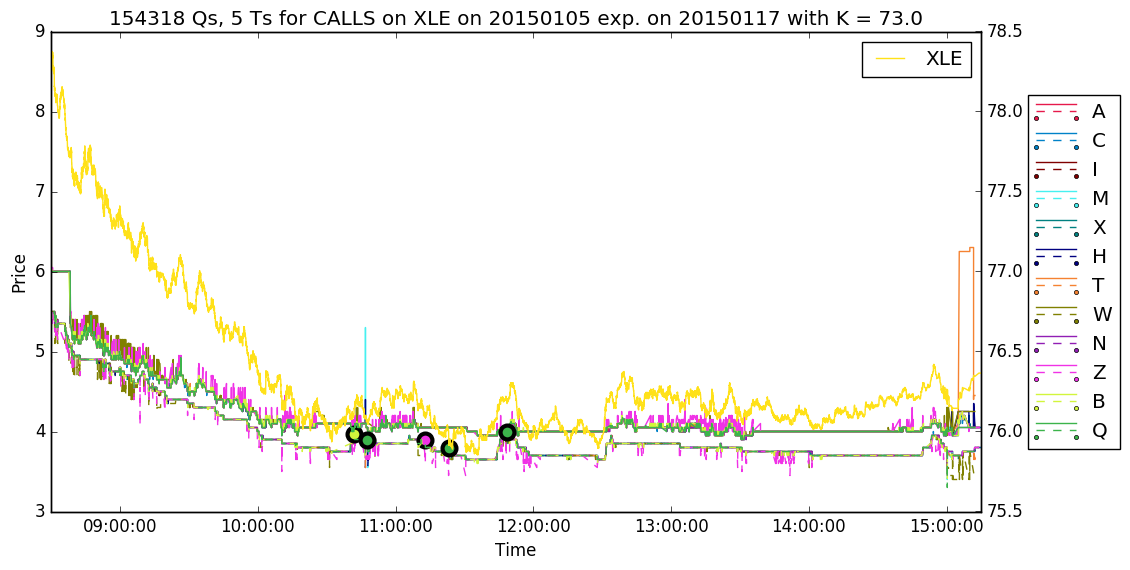 154318 Qs, 5 Ts for CALLS on XLE on 20150105 exp. on 20150117 with K = 73.0
9
8
7
6
5
4
3
Price
78.5
78.0
77.5
77.0
76.5
76.0
75.5
XLE
09:00:00
10:00:00
11:00:00
12:00:00
13:00:00
14:00:00
15:00:00
Time
A
C
I
M
X
H
T
W
N
Z
B
Q